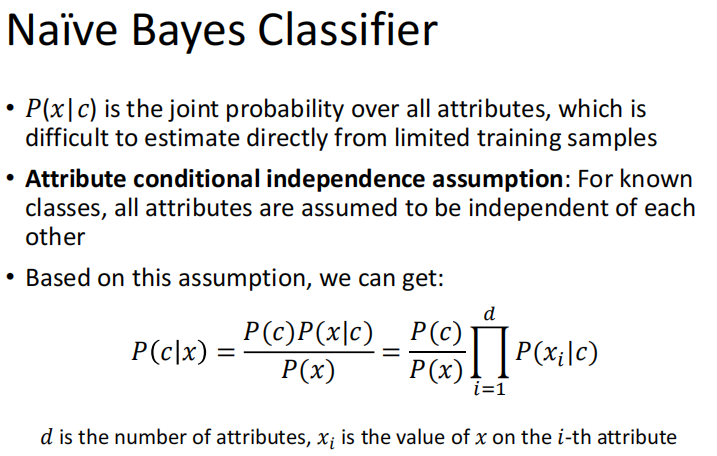 Naïve Bayes Classifier
• P(x|c) is the joint probability over all attributes, which is
difficult to estimate directly from limited training samples
• Attribute conditional independence assumption: For known
classes, all attributes are assumed to be independent of each
other
• Based on this assumption, we can get:
P(c|x) = P(c)P(x|c) / P(x) = P(c) / P(x) ∏_{i=1}^{d} P(x_i|c)
d is the number of attributes, x_i is the value of x on the i-th attribute